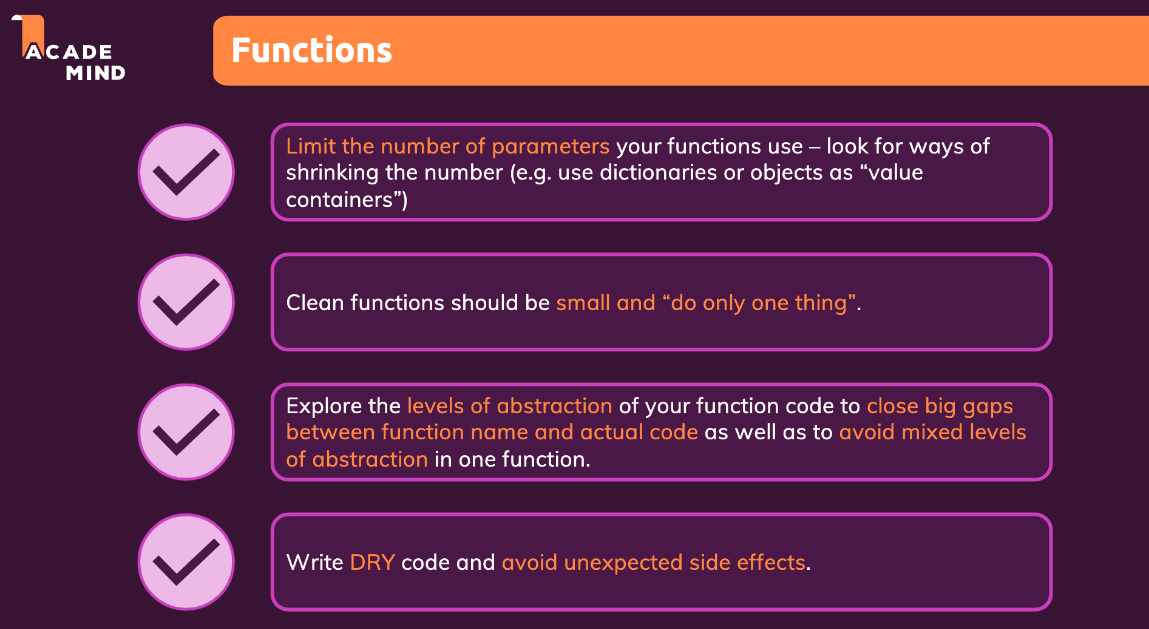 ACADE
MIND
Functions
Limit the number of parameters your functions use – look for ways of
shrinking the number (e.g. use dictionaries or objects as “value
containers”)
Clean functions should be small and “do only one thing”.
Explore the levels of abstraction of your function code to close big gaps
between function name and actual code as well as to avoid mixed levels
of abstraction in one function.
Write DRY code and avoid unexpected side effects.